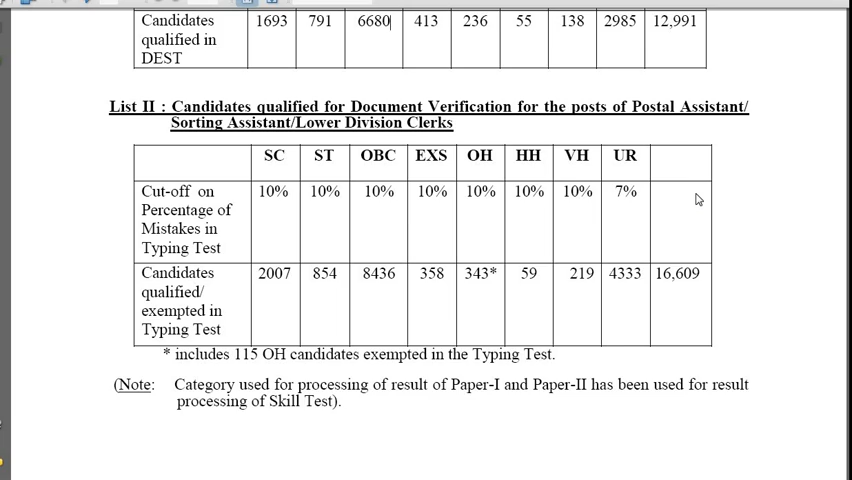 Candidates qualified in DEST 1693 791 6680 413 236 55 138 2985 12,991
List II : Candidates qualified for Document Verification for the posts of Postal Assistant/
Sorting Assistant/Lower Division Clerks
SC ST OBC EXS OH HH VH UR
Cut-off on Percentage of Mistakes in Typing Test 10% 10% 10% 10% 10% 10% 10% 7%
Candidates qualified/ exempted in Typing Test 2007 854 8436 358 343* 59 219 4333 16,609
* includes 115 OH candidates exempted in the Typing Test.
(Note: Category used for processing of result of Paper-I and Paper-II has been used for result
processing of Skill Test).